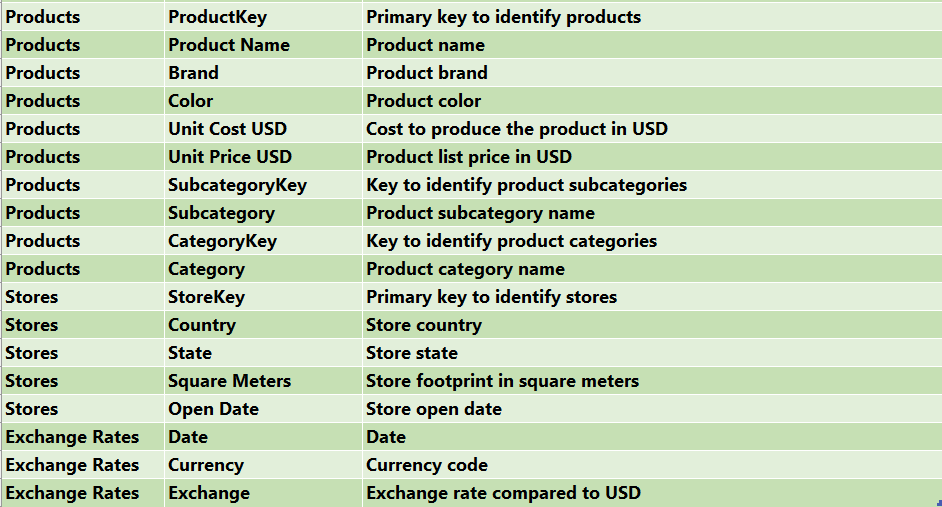 Products ProductKey Primary key to identify products
Products Product Name Product name
Products Brand Product brand
Products Color Product color
Products Unit Cost USD Cost to produce the product in USD
Products Unit Price USD Product list price in USD
Products SubcategoryKey Key to identify product subcategories
Products Subcategory Product subcategory name
Products CategoryKey Key to identify product categories
Products Category Product category name
Stores StoreKey Primary key to identify stores
Stores Country Store country
Stores State Store state
Stores Square Meters Store footprint in square meters
Stores Open Date Store open date
Exchange Rates Date Date
Exchange Rates Currency Currency code
Exchange Rates Exchange Exchange rate compared to USD